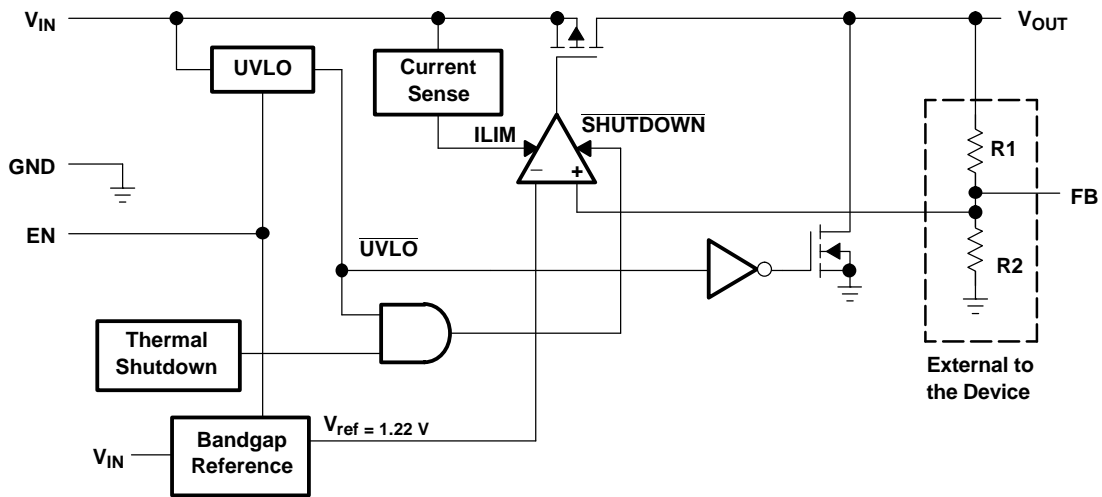 VIN
VOUT
UVLO
Current
Sense
SHUTDOWN
ILIM
R1
GND
− +
FB
EN
UVLO
R2
Thermal
Shutdown
External to
the Device
Vref = 1.22 V
VIN
Bandgap
Reference